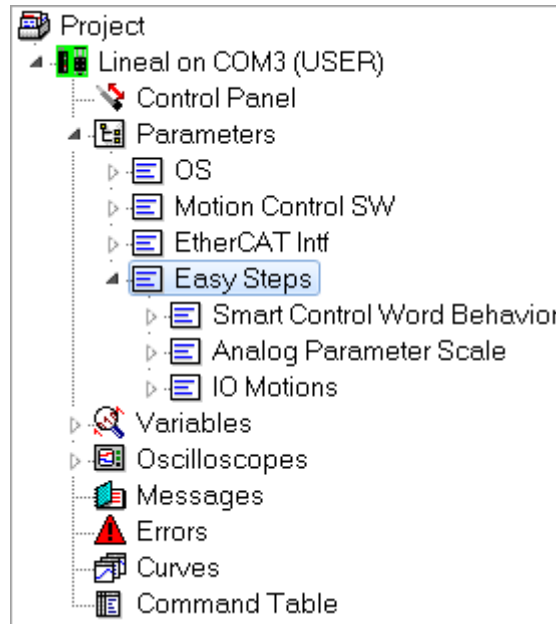 Project
Lineal on COM3 (USER)
Control Panel
Parameters
OS
Motion Control SW
EtherCAT Intf
Easy Steps
Smart Control Word Behavior
Analog Parameter Scale
IO Motions
Variables
Oscilloscopes
Messages
Errors
Curves
Command Table